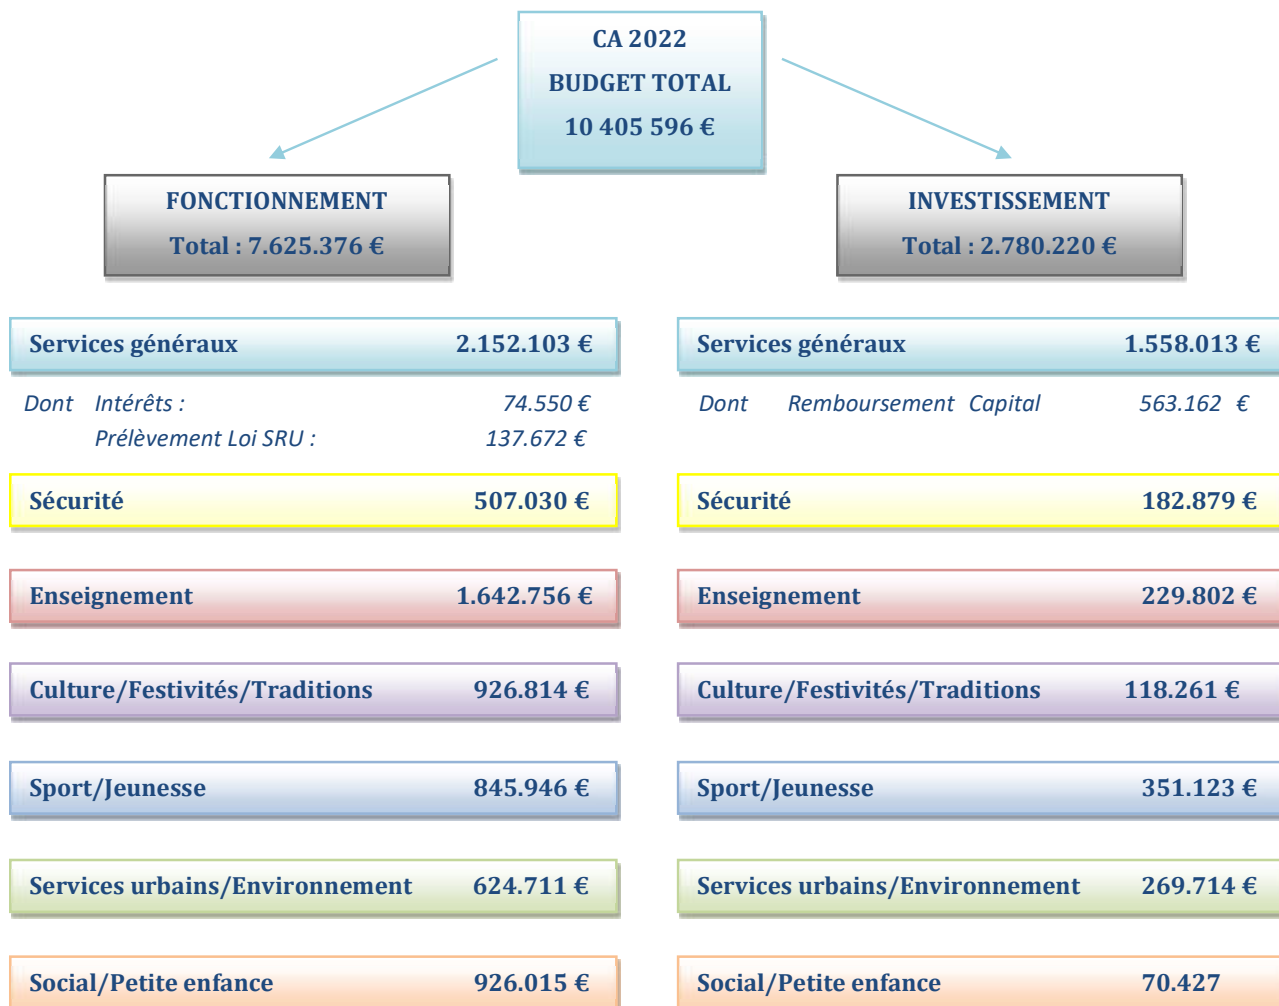 CA 2022
BUDGET TOTAL
10 405 596 €
FONCTIONNEMENT
Total : 7.625.376 €
INVESTISSEMENT
Total : 2.780.220 €
Services généraux 2.152.103 €
Services généraux 1.558.013 €
Dont Intérêts : 74.550 €
Dont Remboursement Capital 563.162 €
Prélèvement Loi SRU : 137.672 €
Sécurité 507.030 €
Sécurité 182.879 €
Enseignement 1.642.756 €
Enseignement 229.802 €
Culture/Festivités/Traditions 926.814 €
Culture/Festivités/Traditions 118.261 €
Sport/Jeunesse 845.946 €
Sport/Jeunesse 351.123 €
Services urbains/Environnement 624.711 €
Services urbains/Environnement 269.714 €
Social/Petite enfance 926.015 €
Social/Petite enfance 70.427